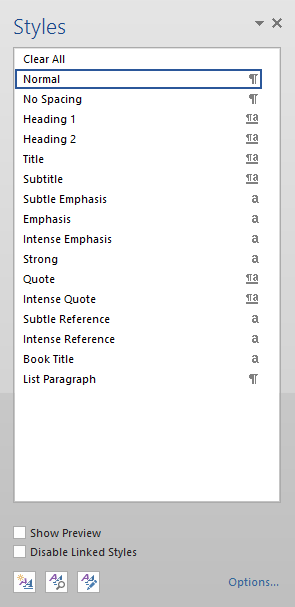 Styles
Clear All
Normal ¶
No Spacing ¶
Heading 1 ¶a
Heading 2 ¶a
Title ¶a
Subtitle ¶a
Subtle Emphasis a
Emphasis a
Intense Emphasis a
Strong a
Quote ¶a
Intense Quote ¶a
Subtle Reference a
Intense Reference a
Book Title a
List Paragraph ¶
Show Preview
Disable Linked Styles
Options...